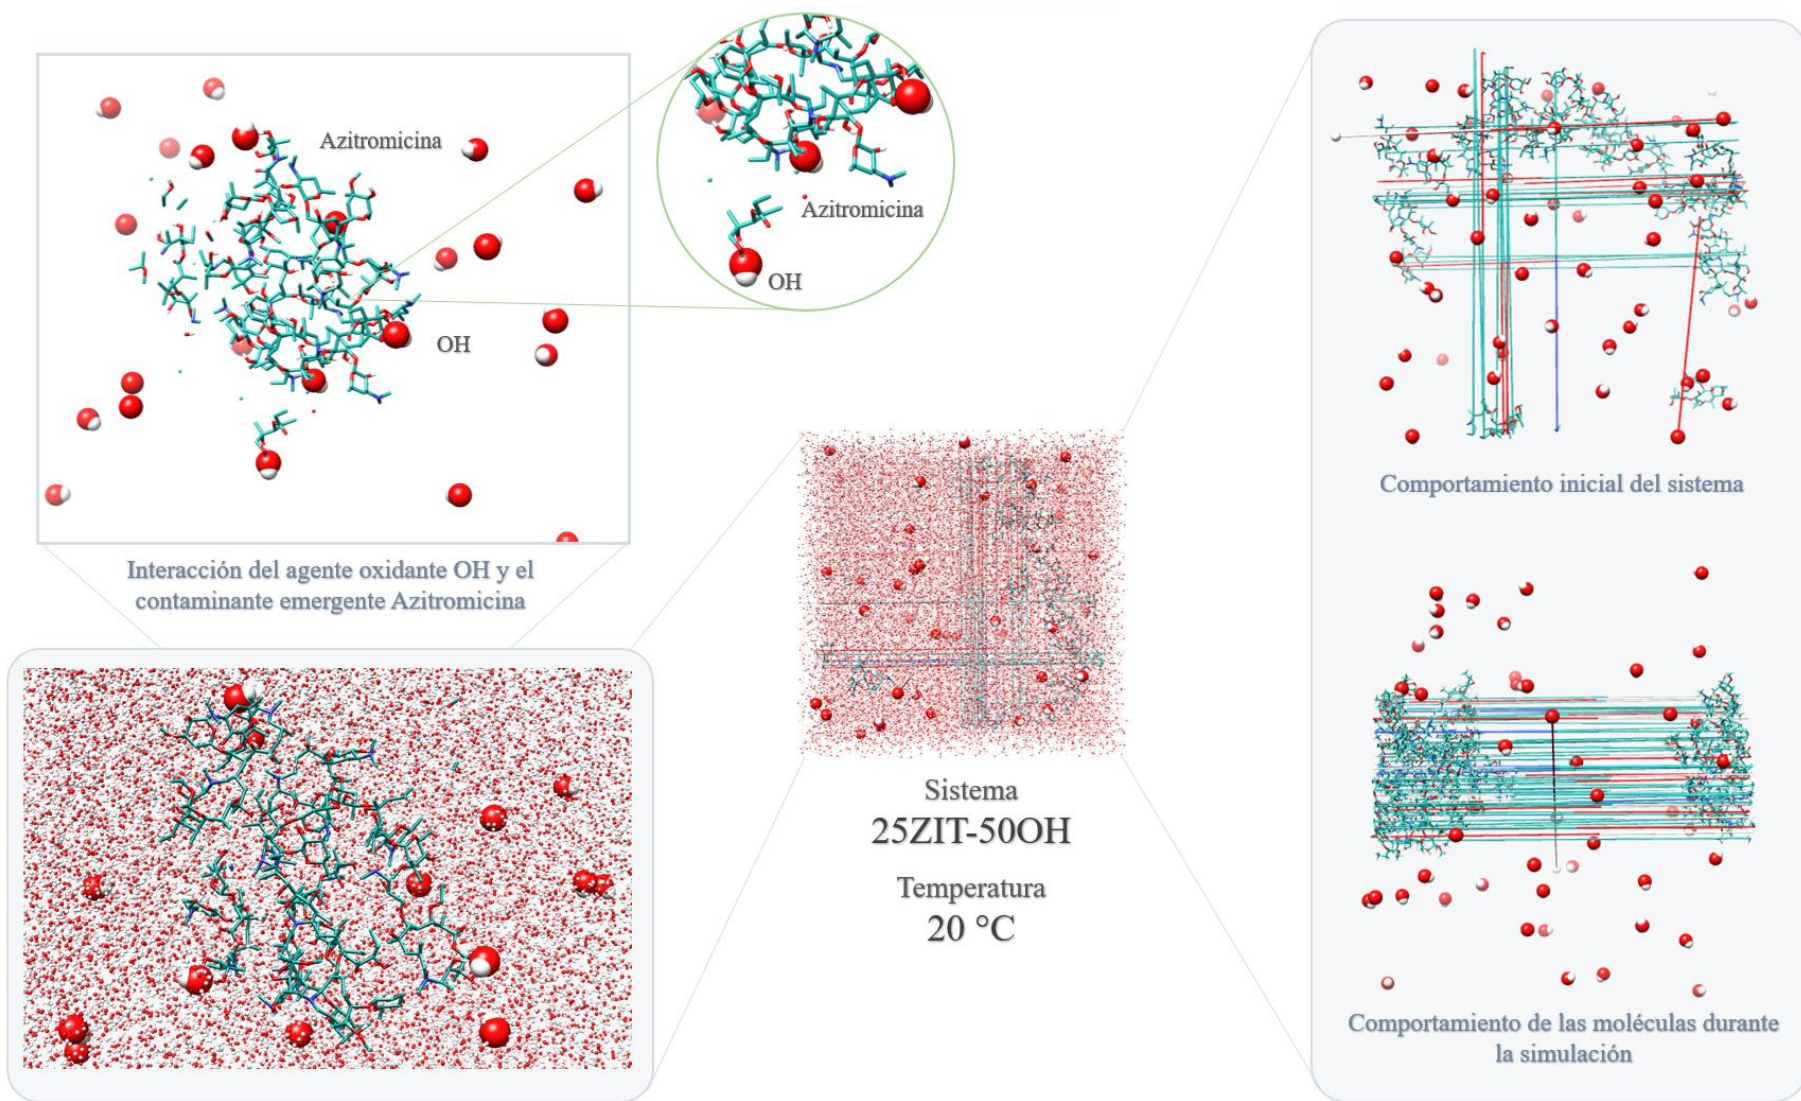 Azitromicina
OH
Interacción del agente oxidante OH y el
contaminante emergente Azitromicina
Azitromicina
OH
Sistema
25ZIT-50OH
Temperatura
20 °C
Comportamiento inicial del sistema
Comportamiento de las moléculas durante
la simulación